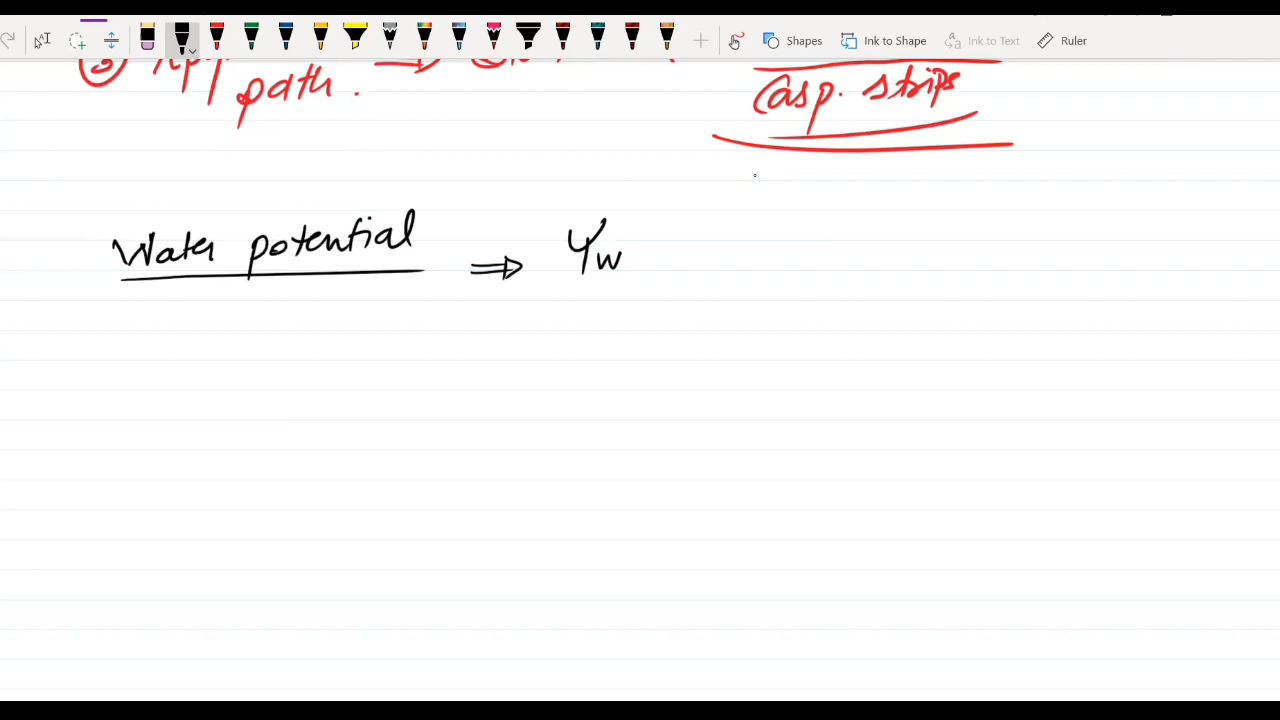 Shapes Ink to Shape Ink to Text Ruler
path.
Casp. strips
Water potential ⇒ Ψw